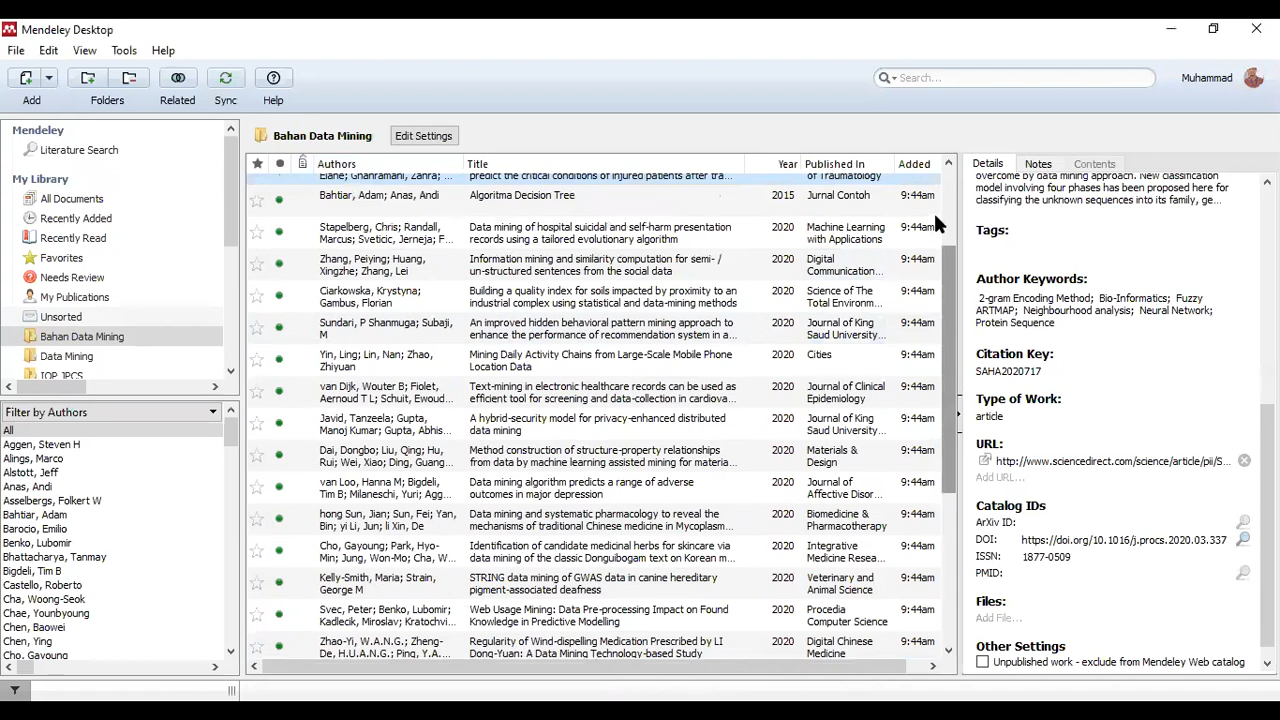 Mendeley Desktop
File Edit View Tools Help
Search...
Muhammad
Add Folders Related Sync Help
Mendeley
Literature Search
My Library
All Documents
Recently Added
Recently Read
Favorites
Needs Review
My Publications
Unsorted
Bahan Data Mining
Data Mining
IOP JPCS
Filter by Authors
All
Aggen, Steven H
Alings, Marco
Alstott, Jeff
Anas, Andi
Asselbergs, Folkert W
Bahtiar, Adam
Barocio, Emilio
Benko, Lubomir
Bhattacharya, Tanmay
Bigdeli, Tim B
Castello, Roberto
Cha, Woong-Seok
Chae, Younbyoung
Chen, Baowei
Chen, Ying
Cho, Gayoung
Bahan Data Mining Edit Settings
Authors Title Year Published In Added
Elahe; Ghahramani, Zahra; ... predict the critical conditions of injured patients after tra... of Traumatology
Bahtiar, Adam; Anas, Andi Algoritma Decision Tree 2015 Jurnal Contoh 9:44am
Stapelberg, Chris; Randall, Data mining of hospital suicidal and self-harm presentation 2020 Machine Learning 9:44am
Marcus; Sveticic, Jerneja; F... records using a tailored evolutionary algorithm with Applications
Zhang, Peiying; Huang, Information mining and similarity computation for semi- / 2020 Digital 9:44am
Xingzhe; Zhang, Lei un-structured sentences from the social data Communication...
Ciarkowska, Krystyna; Building a quality index for soils impacted by proximity to an 2020 Science of The 9:44am
Gambus, Florian industrial complex using statistical and data-mining methods Total Environm...
Sundari, P Shanmuga; Subaji, An improved hidden behavioral pattern mining approach to 2020 Journal of King 9:44am
M enhance the performance of recommendation system in a... Saud University...
Yin, Ling; Lin, Nan; Zhao, Mining Daily Activity Chains from Large-Scale Mobile Phone 2020 Cities 9:44am
Zhiyuan Location Data
van Dijk, Wouter B; Fiolet, Text-mining in electronic healthcare records can be used as 2020 Journal of Clinical 9:44am
Aernoud T L; Schuit, Ewoud... efficient tool for screening and data-collection in cardiova... Epidemiology
Javid, Tanzeela; Gupta, A hybrid-security model for privacy-enhanced distributed 2020 Journal of King 9:44am
Manoj Kumar; Gupta, Abhis... data mining Saud University...
Dai, Dongbo; Liu, Qing; Hu, Method construction of structure-property relationships 2020 Materials & 9:44am
Rui; Wei, Xiao; Ding, Guang... from data by machine learning assisted mining for materia... Design
van Loo, Hanna M; Bigdeli, Data mining algorithm predicts a range of adverse 2020 Journal of 9:44am
Tim B; Milaneschi, Yuri; Agg... outcomes in major depression Affective Disor...
hong Sun, Jian; Sun, Fei; Yan, Data mining and systematic pharmacology to reveal the 2020 Biomedicine & 9:44am
Bin; yi Li, Jun; li Xin, De mechanisms of traditional Chinese medicine in Mycoplasm... Pharmacotherapy
Cho, Gayoung; Park, Hyo- Identification of candidate medicinal herbs for skincare via 2020 Integrative 9:44am
Min; Jung, Won-Mo; Cha, W... data mining of the classic Donguibogam text on Korean m... Medicine Resea...
Kelly-Smith, Maria; Strain, STRING data mining of GWAS data in canine hereditary 2020 Veterinary and 9:44am
George M pigment-associated deafness Animal Science
Svec, Peter; Benko, Lubomir; Web Usage Mining: Data Pre-processing Impact on Found 2020 Procedia 9:44am
Kadlecik, Miroslav; Kratochvi... Knowledge in Predictive Modelling Computer Science
Zhao-Yi, W.A.N.G.; Zheng- Regularity of Wind-dispelling Medication Prescribed by LI 2020 Digital Chinese 9:44am
De, H.U.A.N.G.; Ping, Y.A... Dong-Yuan: A Data Mining Technology-based Study Medicine
Details Notes Contents
overcome by data mining approach. New classification
model involving four phases has been proposed here for
classifying the unknown sequences into its family, ge...
Tags:
Author Keywords:
2-gram Encoding Method; Bio-Informatics; Fuzzy
ARTMAP; Neighbourhood analysis; Neural Network;
Protein Sequence
Citation Key:
SAHA2020717
Type of Work:
article
URL:
http://www.sciencedirect.com/science/article/pii/S...
Add URL...
Catalog IDs
ArXiv ID:
DOI: https://doi.org/10.1016/j.procs.2020.03.337
ISSN: 1877-0509
PMID:
Files:
Add File...
Other Settings
Unpublished work - exclude from Mendeley Web catalog